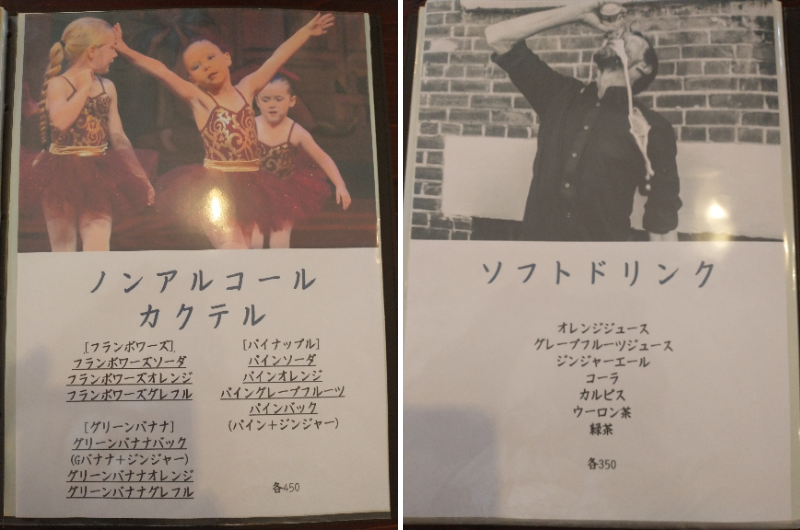 ノンアルコール
カクテル
[フランボワーズ]
フランボワーズソーダ
フランボワーズオレンジ
フランボワーズグレフル
[グリーンバナナ]
グリーンバナナバック
(Gバナナ+ジンジャー)
グリーンバナナオレンジ
グリーンバナナグレフル
[パイナップル]
パインソーダ
パインオレンジ
パイングレープフルーツ
パインバック
(パイン+ジンジャー)
各450
ソフトドリンク
オレンジジュース
グレープフルーツジュース
ジンジャーエール
コーラ
カルピス
ウーロン茶
緑茶
各350